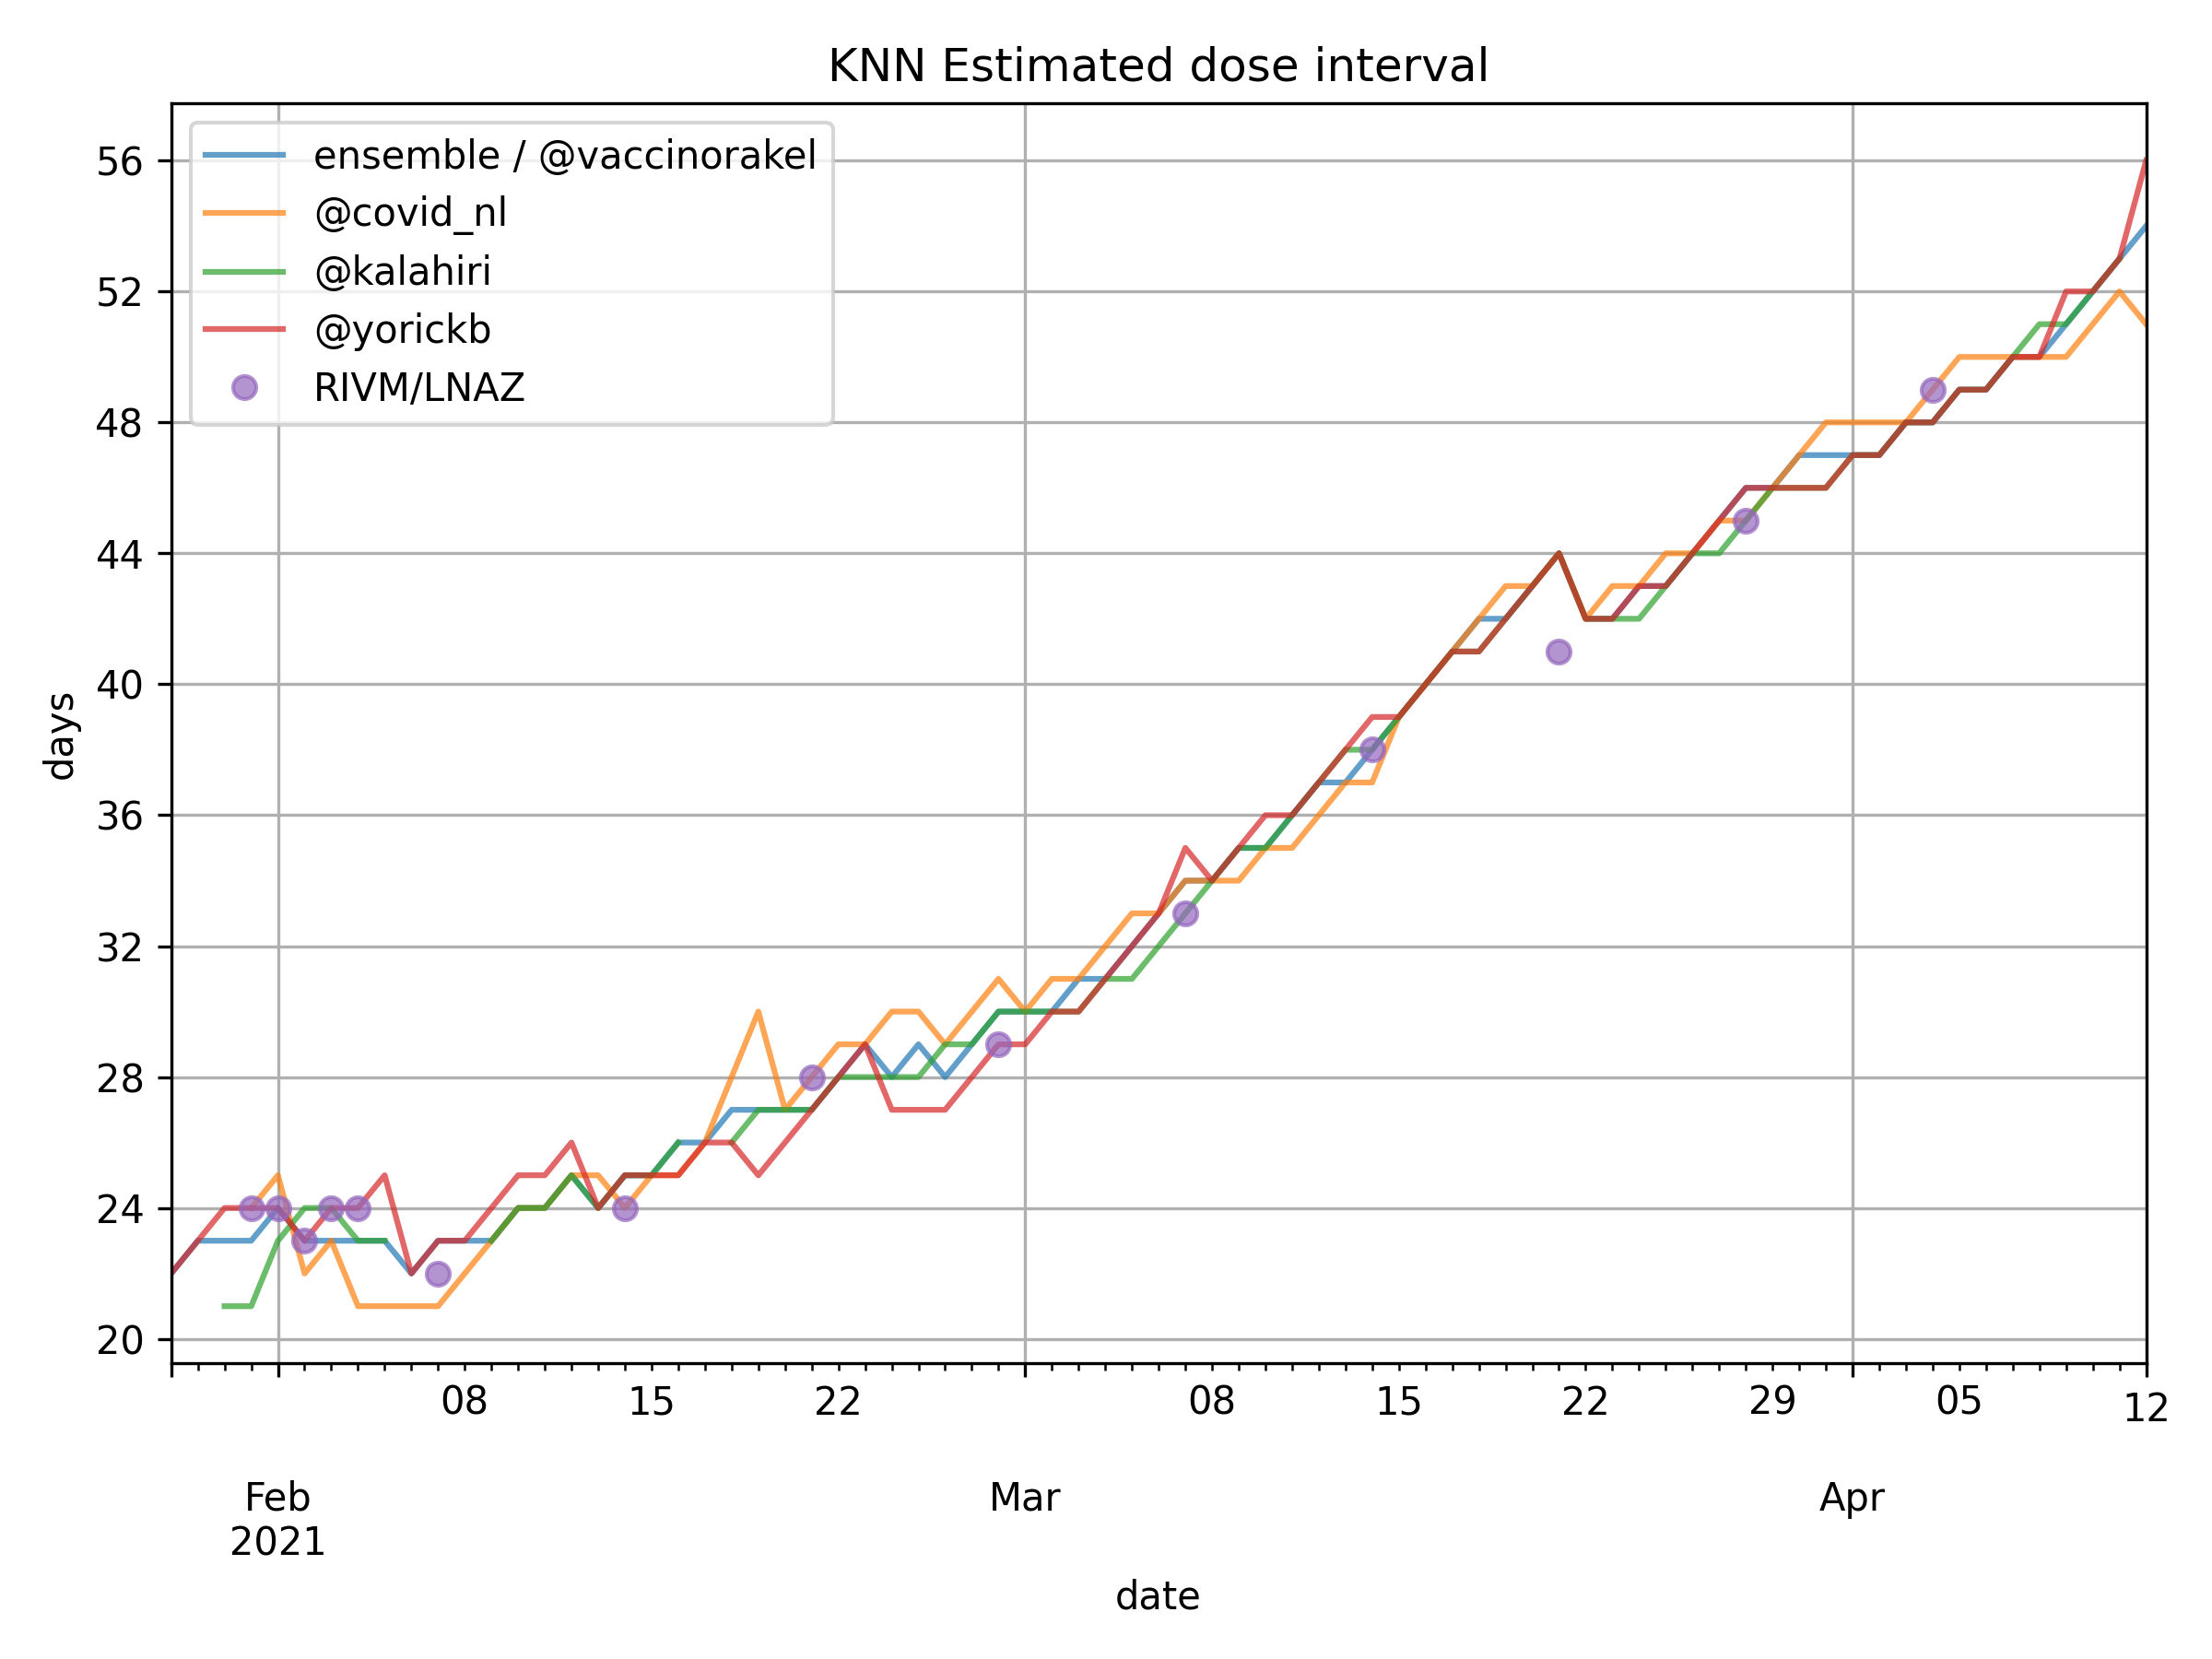 KNN Estimated dose interval
ensemble / @vaccinorakel
@covid_nl
@kalahiri
@yorickb
RIVM/LNAZ
56
52
48
44
40
36
32
28
24
20
days
08 15 22 08 15 22 29 05 12
Feb Mar Apr
2021
date